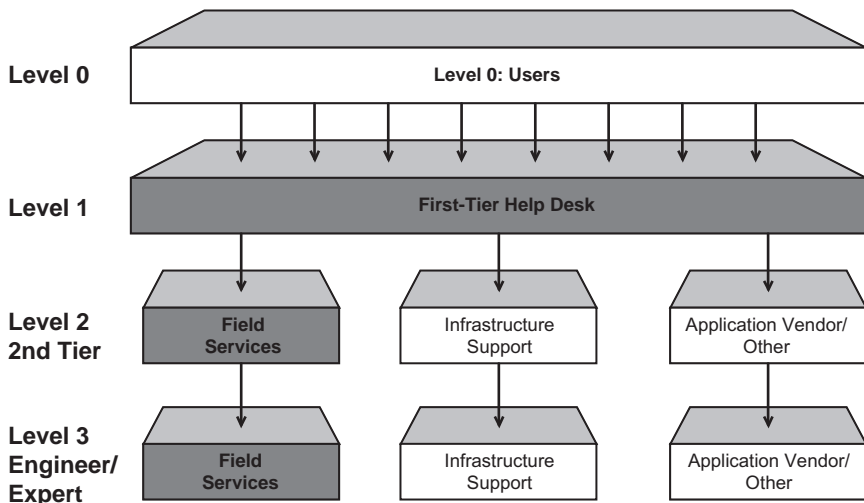 Level 0
Level 0: Users
Level 1
First-Tier Help Desk
Level 2
2nd Tier
Field
Services
Infrastructure
Support
Application Vendor/
Other
Level 3
Engineer/
Expert
Field
Services
Infrastructure
Support
Application Vendor/
Other